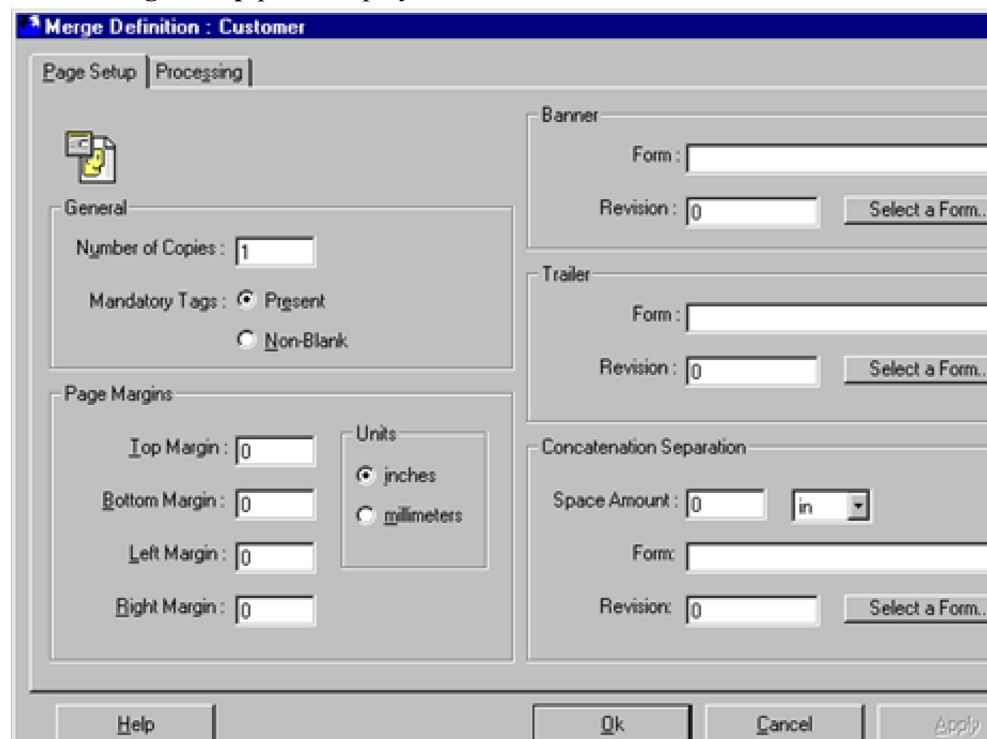 Merge Definition : Customer
Page Setup Processing
General
Number of Copies : 1
Mandatory Tags : Present
Non-Blank
Page Margins
Top Margin : 0
Bottom Margin : 0
Left Margin : 0
Right Margin : 0
Units
inches
millimeters
Banner
Form :
Revision : 0 Select a Form..
Trailer
Form :
Revision : 0 Select a Form..
Concatenation Separation
Space Amount : 0 in
Form:
Revision: 0 Select a Form..
Help Ok Cancel Apply